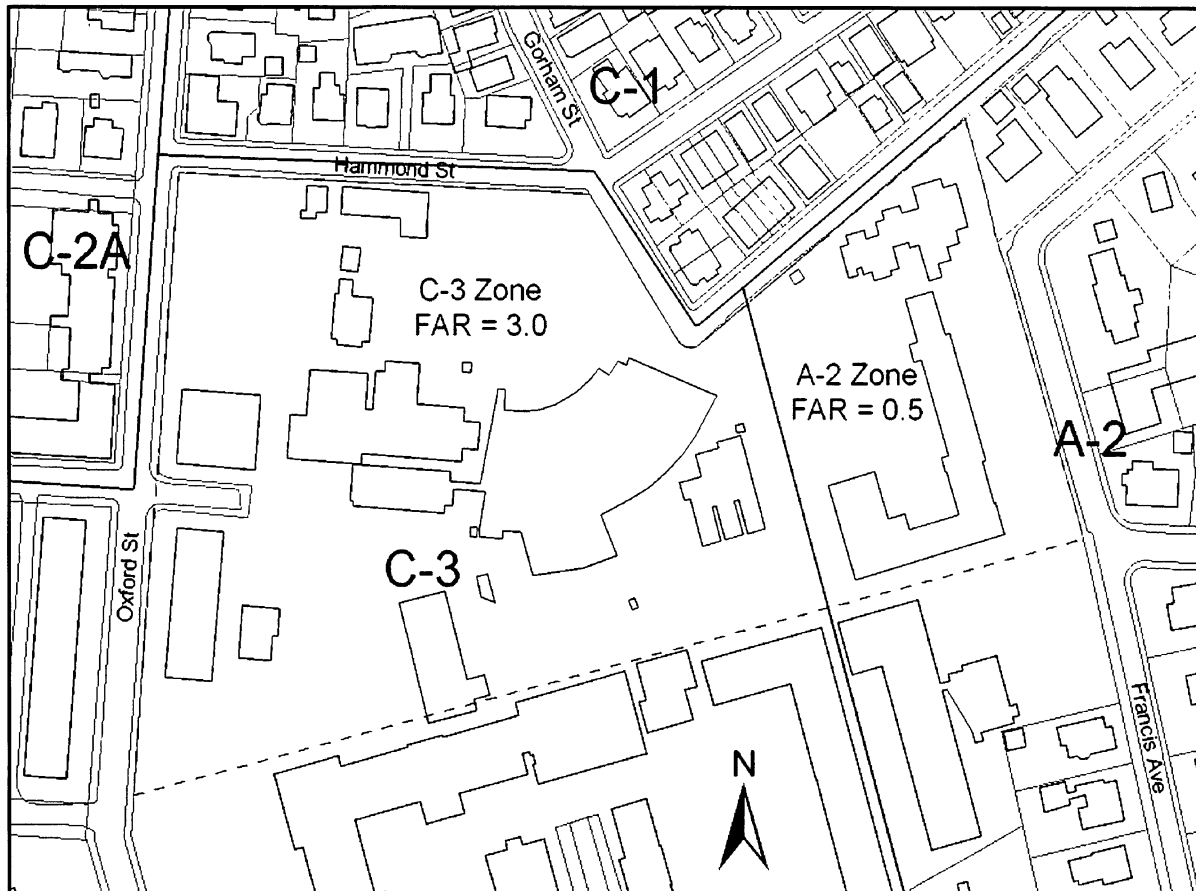 Gorham St
C-1
Hammond St
C-2A
C-3 Zone
FAR = 3.0
A-2 Zone
FAR = 0.5
A-2
C-3
Oxford St
Francis Ave
N